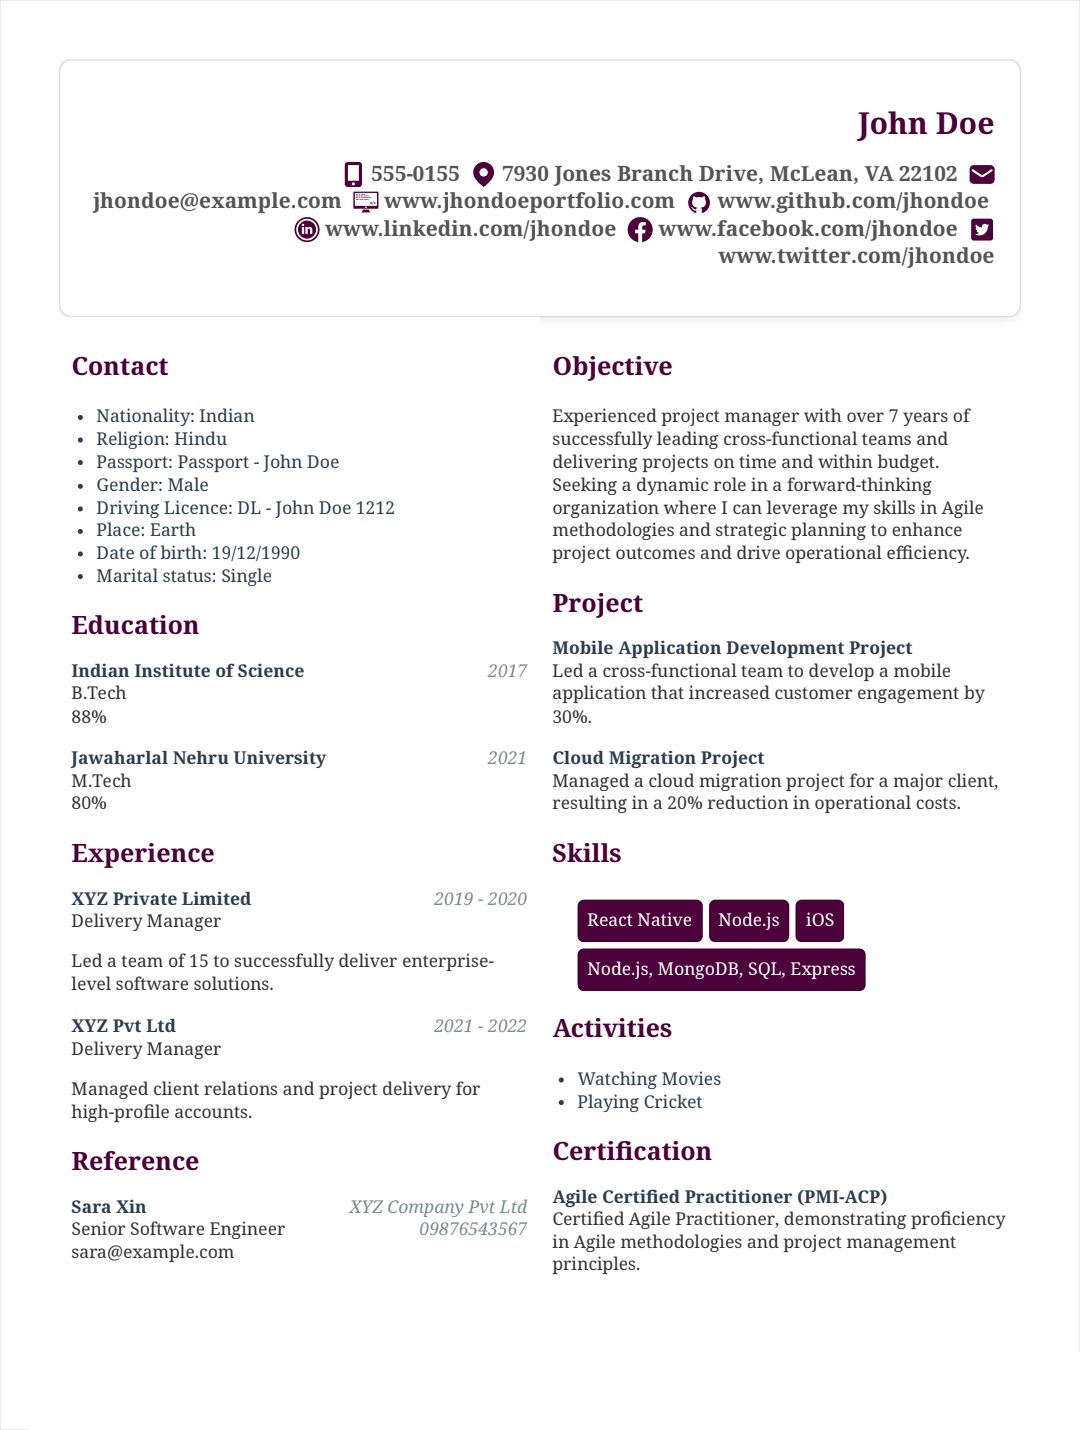 John Doe
555-0155 7930 Jones Branch Drive, McLean, VA 22102
jhondoe@example.com www.jhondoeportfolio.com www.github.com/jhondoe
www.linkedin.com/jhondoe www.facebook.com/jhondoe
www.twitter.com/jhondoe
Contact
Nationality: Indian
Religion: Hindu
Passport: Passport - John Doe
Gender: Male
Driving Licence: DL - John Doe 1212
Place: Earth
Date of birth: 19/12/1990
Marital status: Single
Education
Indian Institute of Science 2017
B.Tech
88%
Jawaharlal Nehru University 2021
M.Tech
80%
Experience
XYZ Private Limited 2019 - 2020
Delivery Manager
Led a team of 15 to successfully deliver enterprise-
level software solutions.
XYZ Pvt Ltd 2021 - 2022
Delivery Manager
Managed client relations and project delivery for
high-profile accounts.
Reference
Sara Xin XYZ Company Pvt Ltd
Senior Software Engineer 09876543567
sara@example.com
Objective
Experienced project manager with over 7 years of
successfully leading cross-functional teams and
delivering projects on time and within budget.
Seeking a dynamic role in a forward-thinking
organization where I can leverage my skills in Agile
methodologies and strategic planning to enhance
project outcomes and drive operational efficiency.
Project
Mobile Application Development Project
Led a cross-functional team to develop a mobile
application that increased customer engagement by
30%.
Cloud Migration Project
Managed a cloud migration project for a major client,
resulting in a 20% reduction in operational costs.
Skills
React Native Node.js iOS
Node.js, MongoDB, SQL, Express
Activities
Watching Movies
Playing Cricket
Certification
Agile Certified Practitioner (PMI-ACP)
Certified Agile Practitioner, demonstrating proficiency
in Agile methodologies and project management
principles.